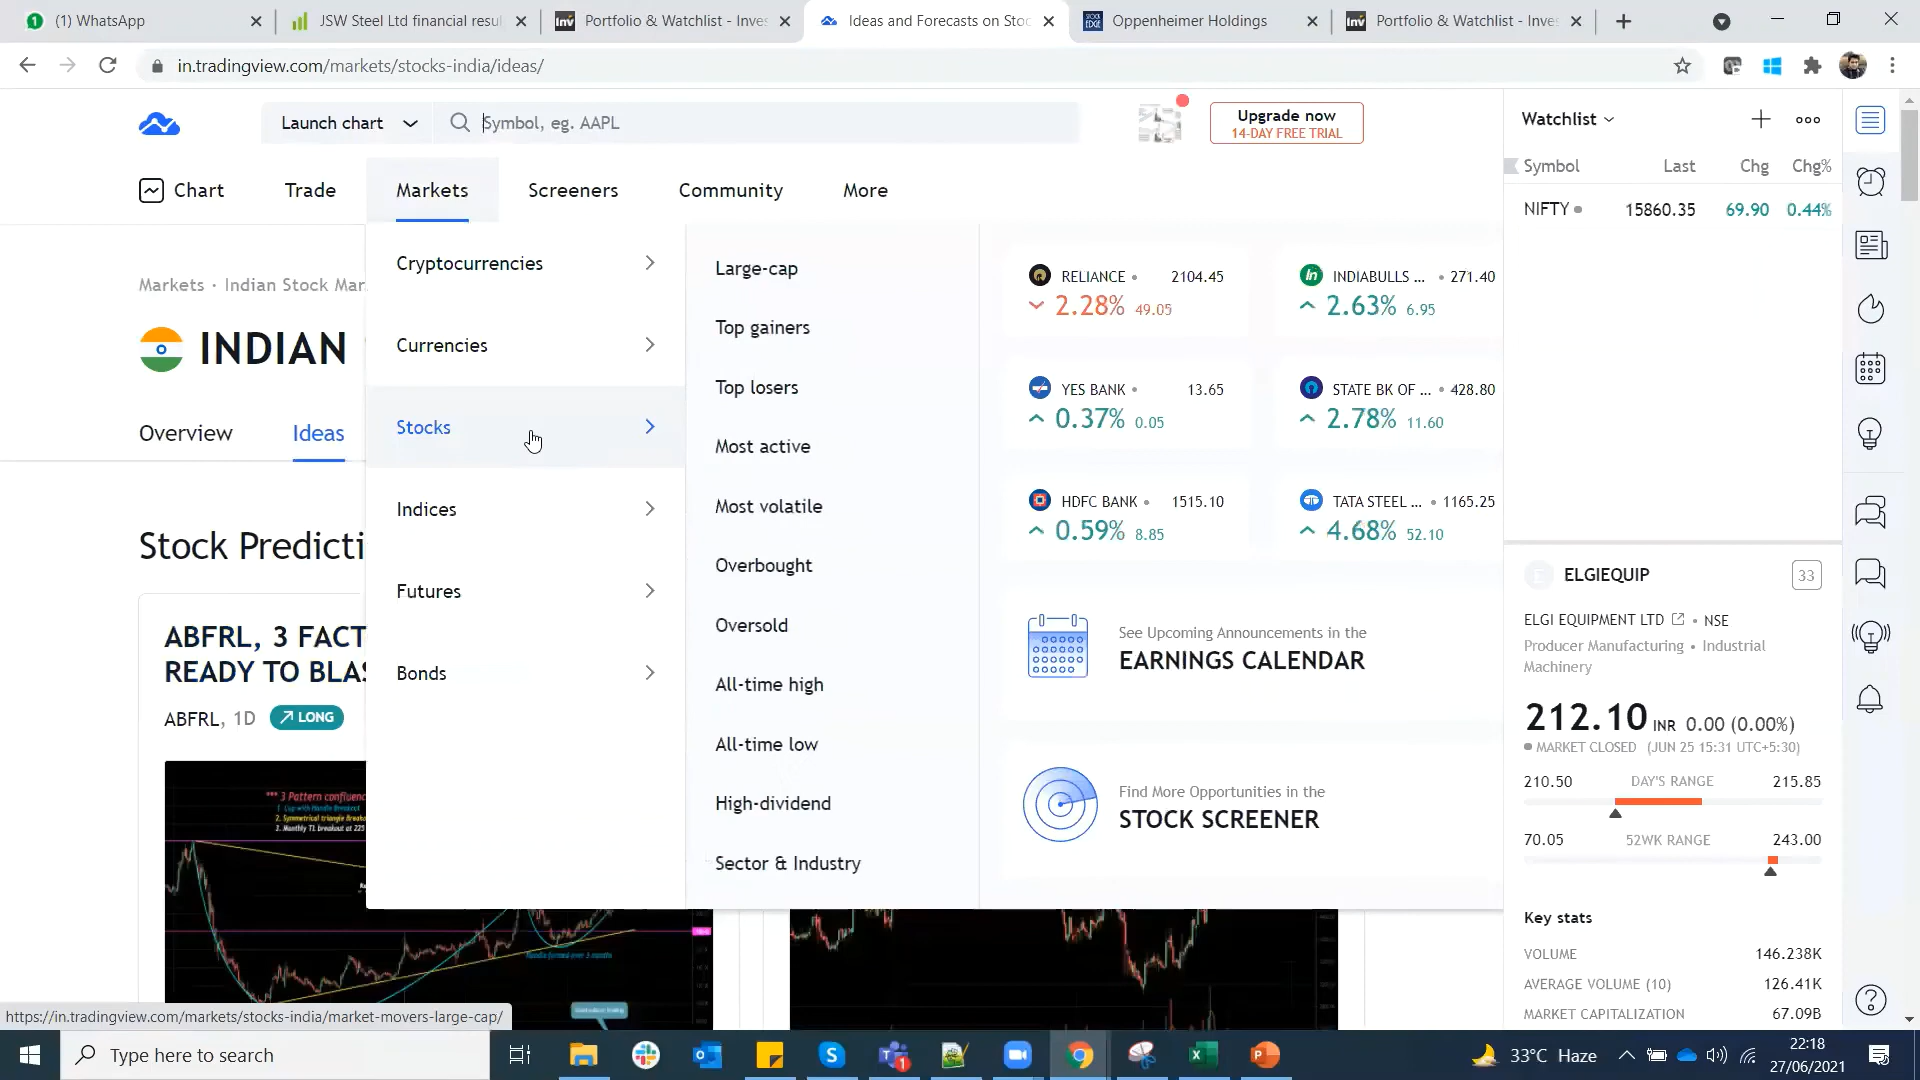 (1) WhatsApp
JSW Steel Ltd financial resu
Portfolio & Watchlist - Inves
Ideas and Forecasts on Stoc
Oppenheimer Holdings
Portfolio & Watchlist - Inves
in.tradingview.com/markets/stocks-india/ideas/
Launch chart
Symbol, eg. AAPL
Upgrade now
14-DAY FREE TRIAL
Chart
Trade
Markets
Screeners
Community
More
Markets · Indian Stock Mar
INDIAN
Overview
Ideas
Stock Predicti
ABFRL, 3 FACT
READY TO BLAS
ABFRL, 1D
LONG
*** 3 Pattern confluenc
Cryptocurrencies
Currencies
Stocks
Indices
Futures
Bonds
Large-cap
Top gainers
Top losers
Most active
Most volatile
Overbought
Oversold
All-time high
All-time low
High-dividend
Sector & Industry
RELIANCE 2104.45
2.28% 49.05
INDIABULLS ... 271.40
2.63% 6.95
YES BANK 13.65
0.37% 0.05
STATE BK OF ... 428.80
2.78% 11.60
HDFC BANK 1515.10
0.59% 8.85
TATA STEEL ... 1165.25
4.68% 52.10
See Upcoming Announcements in the
EARNINGS CALENDAR
Find More Opportunities in the
STOCK SCREENER
Watchlist
Symbol Last Chg Chg%
NIFTY 15860.35 69.90 0.44%
ELGIEQUIP
33
ELGI EQUIPMENT LTD • NSE
Producer Manufacturing • Industrial
Machinery
212.10 INR 0.00 (0.00%)
MARKET CLOSED (JUN 25 15:31 UTC+5:30)
210.50 DAY'S RANGE 215.85
70.05 52WK RANGE 243.00
Key stats
VOLUME 146.238K
AVERAGE VOLUME (10) 126.41K
MARKET CAPITALIZATION 67.09B
https://in.tradingview.com/markets/stocks-india/market-movers-large-cap/
Type here to search
33°C Haze
22:18
27/06/2021